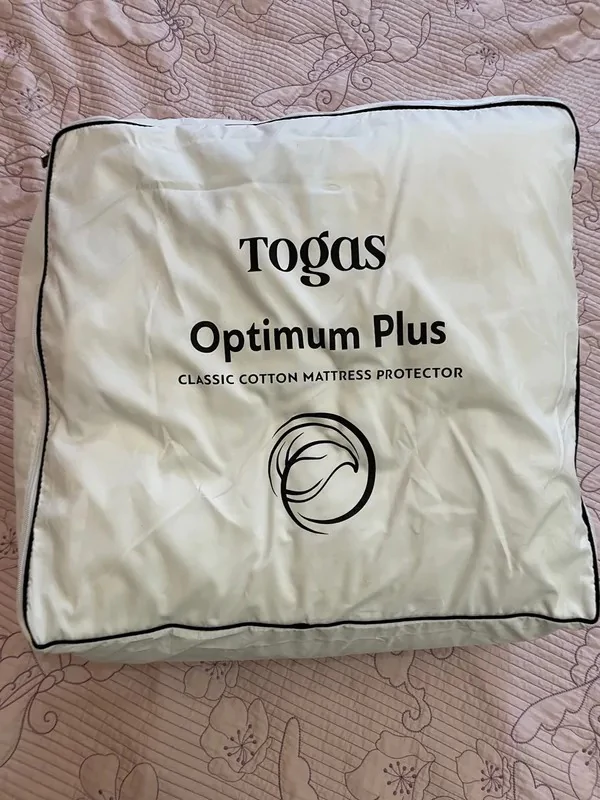 Togas
Optimum Plus
CLASSIC COTTON MATTRESS PROTECTOR